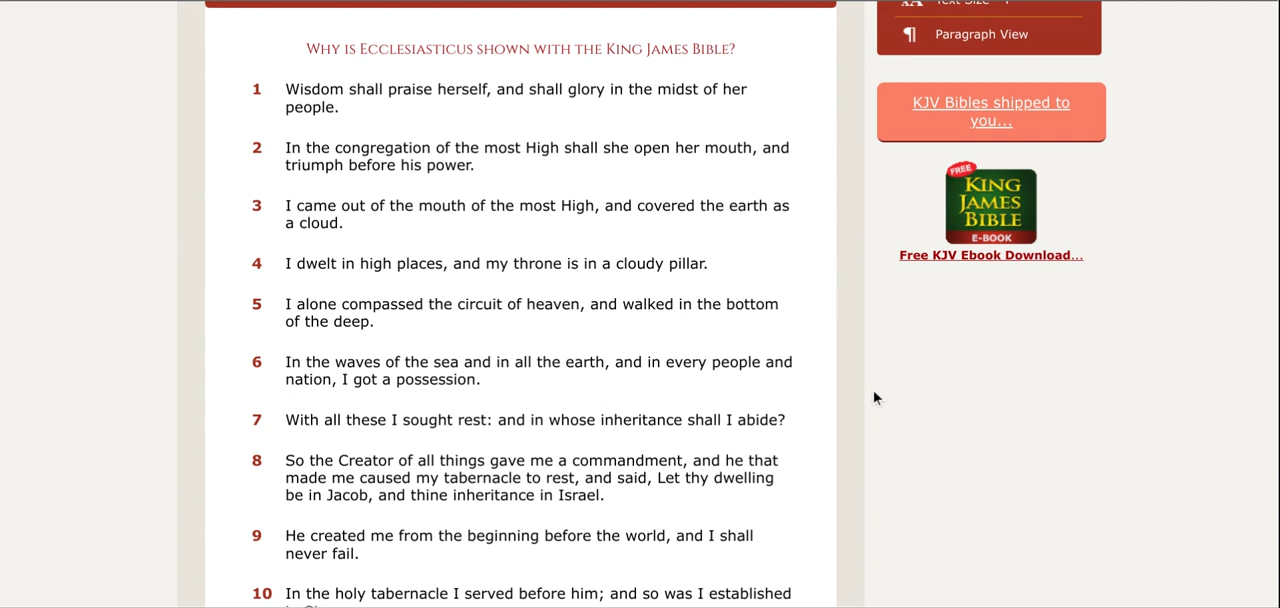 Text Size
Paragraph View
WHY IS ECCLESIASTICUS SHOWN WITH THE KING JAMES BIBLE?
1 Wisdom shall praise herself, and shall glory in the midst of her
people.
2 In the congregation of the most High shall she open her mouth, and
triumph before his power.
3 I came out of the mouth of the most High, and covered the earth as
a cloud.
4 I dwelt in high places, and my throne is in a cloudy pillar.
5 I alone compassed the circuit of heaven, and walked in the bottom
of the deep.
6 In the waves of the sea and in all the earth, and in every people and
nation, I got a possession.
7 With all these I sought rest: and in whose inheritance shall I abide?
8 So the Creator of all things gave me a commandment, and he that
made me caused my tabernacle to rest, and said, Let thy dwelling
be in Jacob, and thine inheritance in Israel.
9 He created me from the beginning before the world, and I shall
never fail.
10 In the holy tabernacle I served before him; and so was I established
KJV Bibles shipped to
you...
FREE
KING
JAMES
BIBLE
E-BOOK
Free KJV Ebook Download...